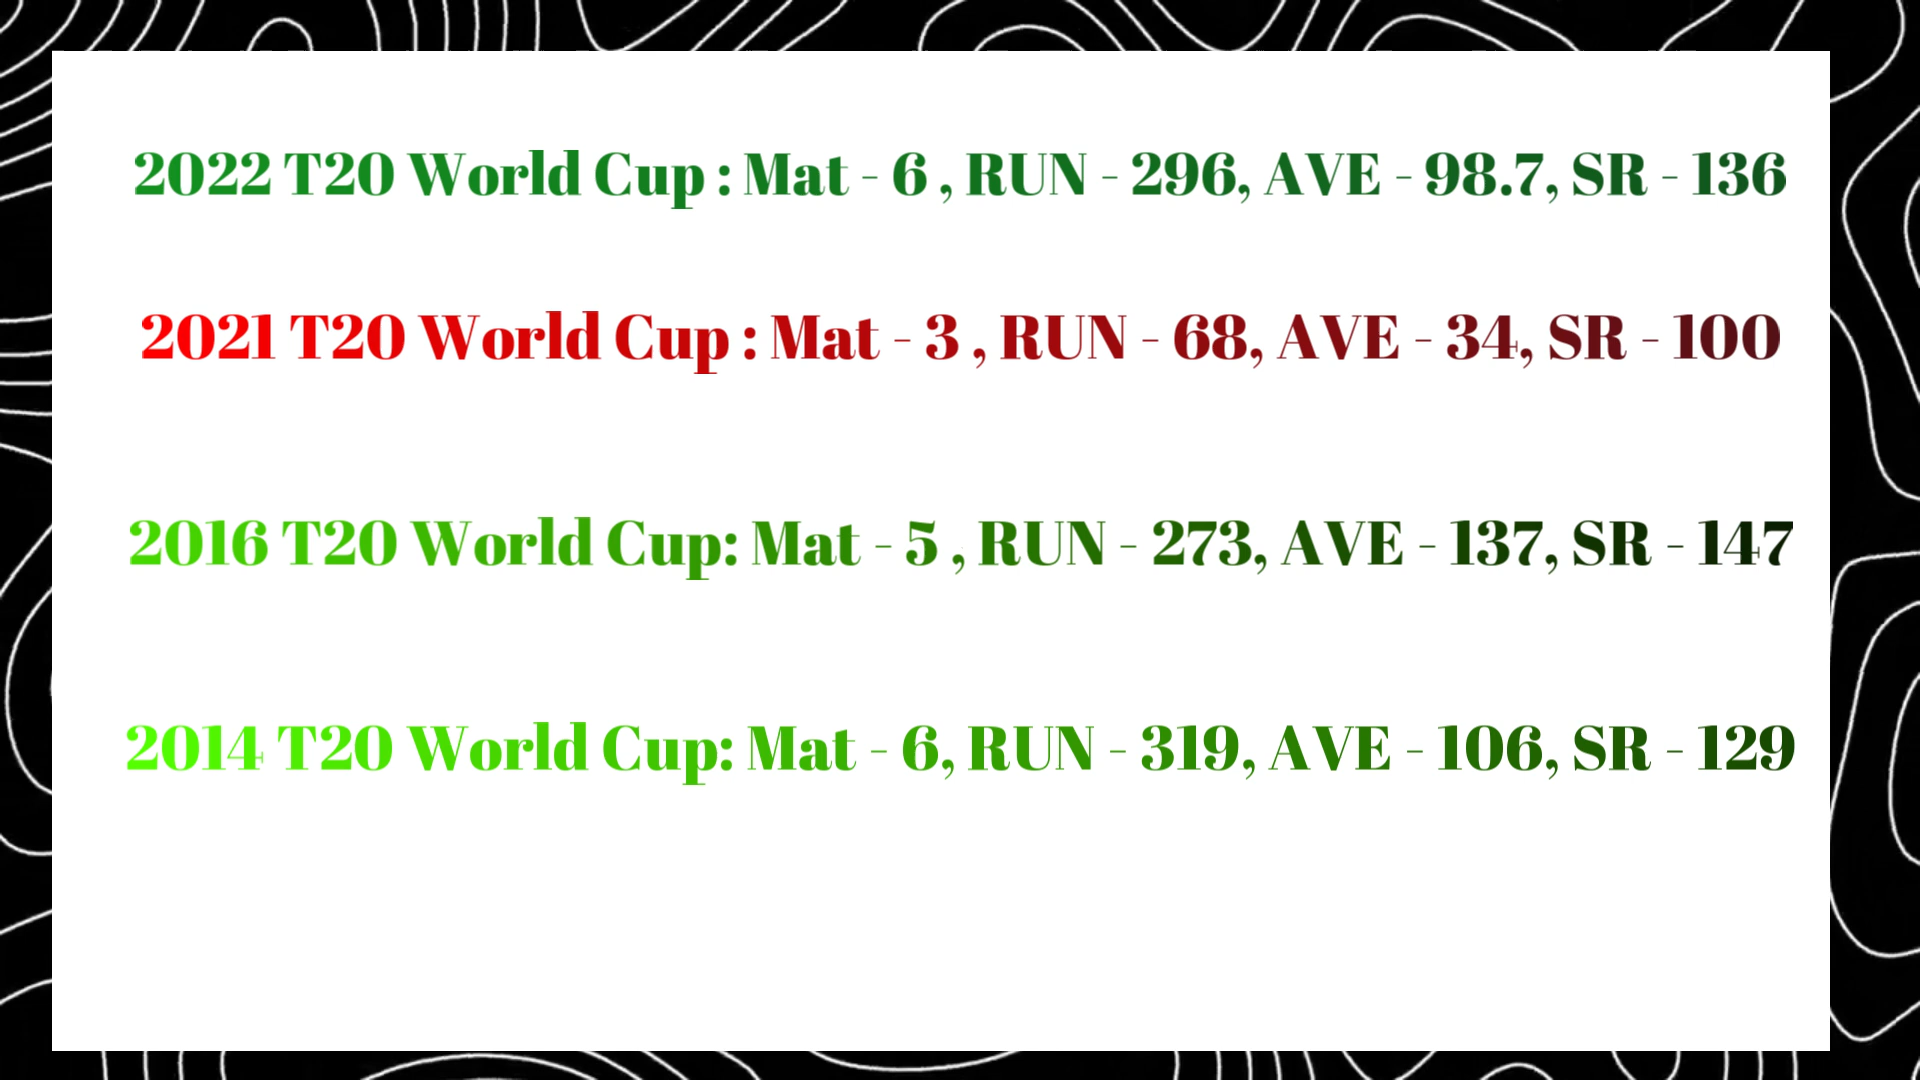 2022 T20 World Cup : Mat - 6 , RUN - 296, AVE - 98.7, SR - 136
2021 T20 World Cup : Mat - 3 , RUN - 68, AVE - 34, SR - 100
2016 T20 World Cup: Mat - 5 , RUN - 273, AVE - 137, SR - 147
2014 T20 World Cup: Mat - 6, RUN - 319, AVE - 106, SR - 129